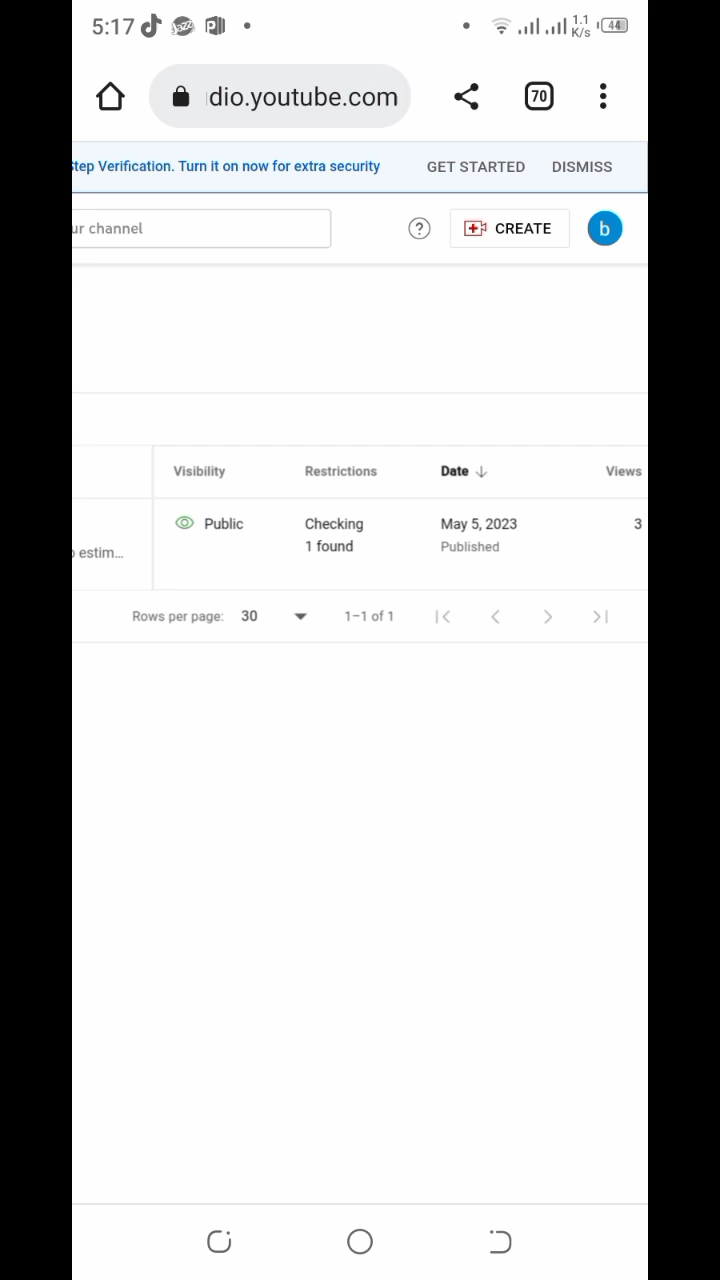 5:17 1.1 K/s 44
dio.youtube.com 70
Step Verification. Turn it on now for extra security GET STARTED DISMISS
ur channel ? CREATE b
Visibility Restrictions Date Views
Public Checking May 5, 2023 3
1 found Published
o estim...
Rows per page: 30 1–1 of 1